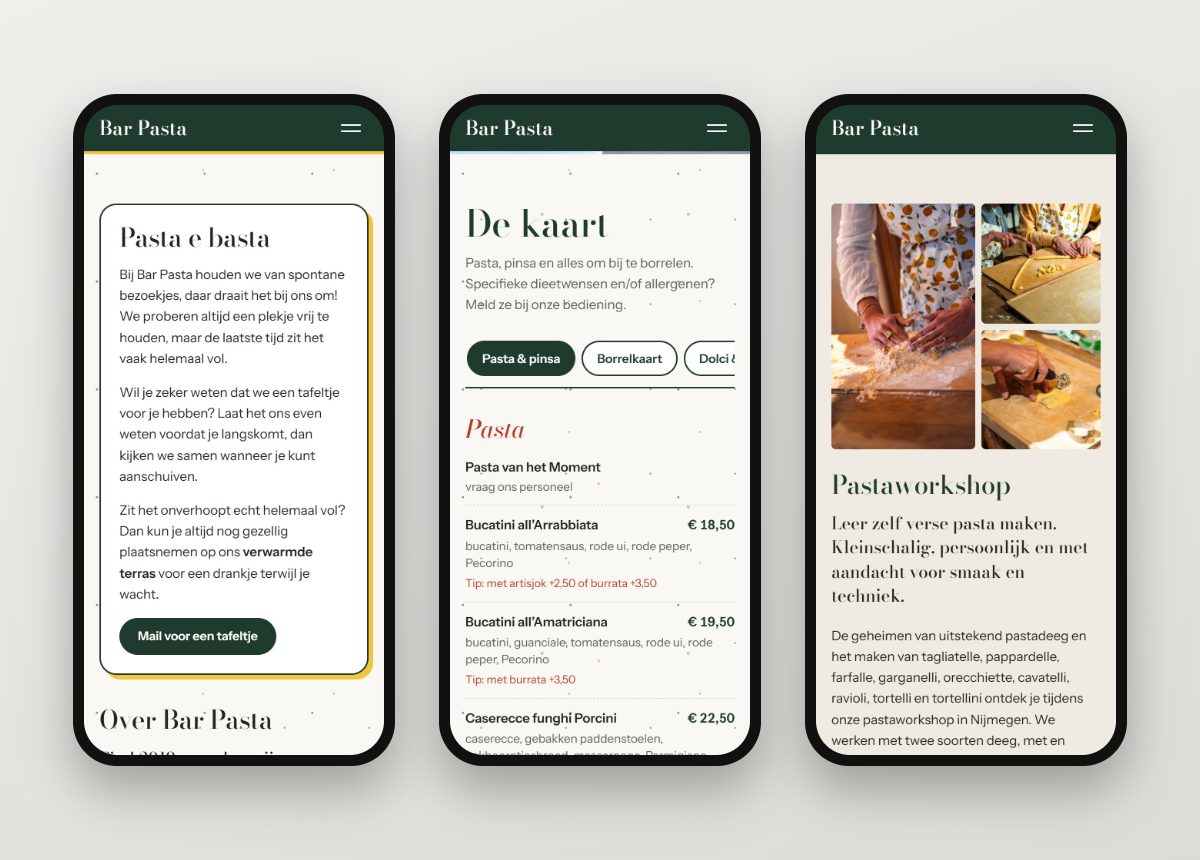 Bar Pasta
Pasta e basta
Bij Bar Pasta houden we van spontane
bezoekjes, daar draait het bij ons om!
We proberen altijd een plekje vrij te
houden, maar de laatste tijd zit het
vaak helemaal vol.
Wil je zeker weten dat we een tafeltje
voor je hebben? Laat het ons even
weten voordat je langskomt, dan
kijken we samen wanneer je kunt
aanschuiven.
Zit het onverhoopt echt helemaal vol?
Dan kun je altijd nog gezellig
plaatsnemen op ons verwarmde
terras voor een drankje terwijl je
wacht.
Mail voor een tafeltje
Over Bar Pasta
Bar Pasta
De kaart
Pasta, pinsa en alles om bij te borrelen.
Specifieke dieetwensen en/of allergenen?
Meld ze bij onze bediening.
Pasta & pinsa
Borrelkaart
Dolci &
Pasta
Pasta van het Moment
vraag ons personeel
Bucatini all'Arrabbiata € 18,50
bucatini, tomatensaus, rode ui, rode peper,
Pecorino
Tip: met artisjok +2,50 of burrata +3,50
Bucatini all'Amatriciana € 19,50
bucatini, guanciale, tomatensaus, rode ui, rode
peper, Pecorino
Tip: met burrata +3,50
Caserecce funghi Porcini € 22,50
caserecce, gebakken paddenstoelen,
Bar Pasta
Pastaworkshop
Leer zelf verse pasta maken.
Kleinschalig, persoonlijk en met
aandacht voor smaak en
techniek.
De geheimen van uitstekend pastadeeg en
het maken van tagliatelle, pappardelle,
farfalle, garganelli, orecchiette, cavatelli,
ravioli, tortelli en tortellini ontdek je tijdens
onze pastaworkshop in Nijmegen. We
werken met twee soorten deeg, met en